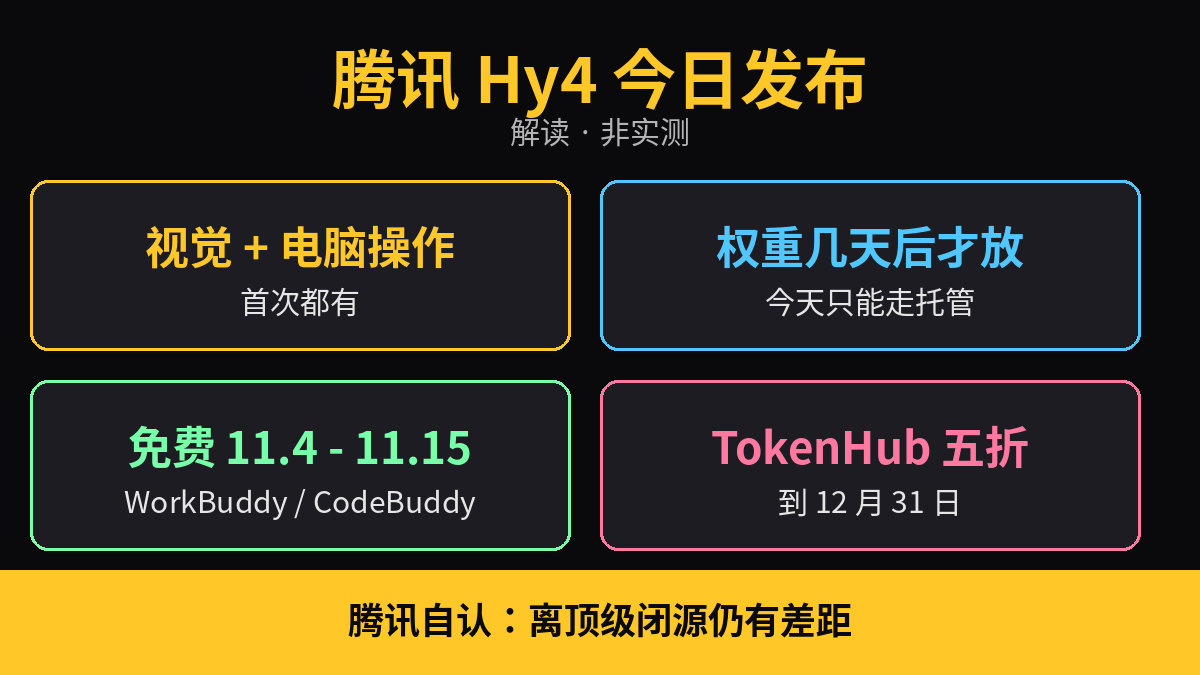 腾讯 Hy4 今日发布
解读 · 非实测
视觉 + 电脑操作
首次都有
权重几天后才放
今天只能走托管
免费 11.4 - 11.15
WorkBuddy / CodeBuddy
TokenHub 五折
到 12 月 31 日
腾讯自认：离顶级闭源仍有差距